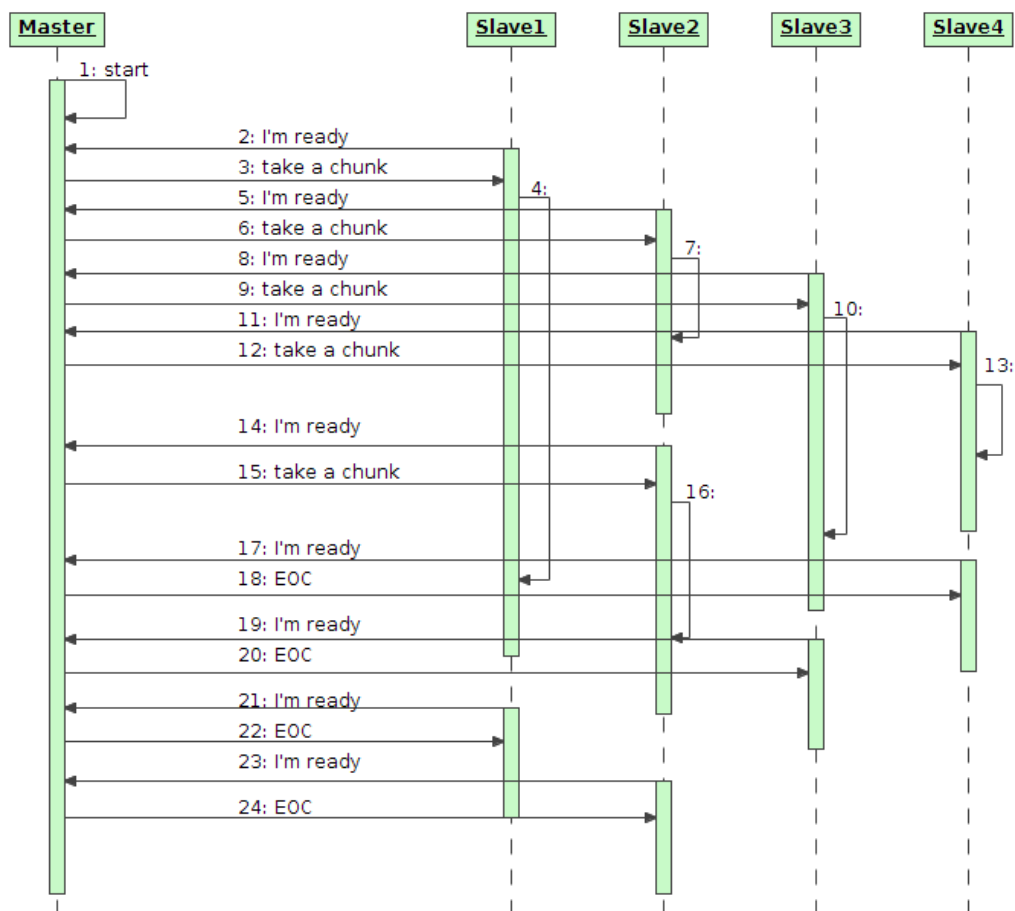 Master Slave1 Slave2 Slave3 Slave4
1: start
2: I'm ready
3: take a chunk
4:
5: I'm ready
6: take a chunk
7:
8: I'm ready
9: take a chunk
10:
11: I'm ready
12: take a chunk
13:
14: I'm ready
15: take a chunk
16:
17: I'm ready
18: EOC
19: I'm ready
20: EOC
21: I'm ready
22: EOC
23: I'm ready
24: EOC